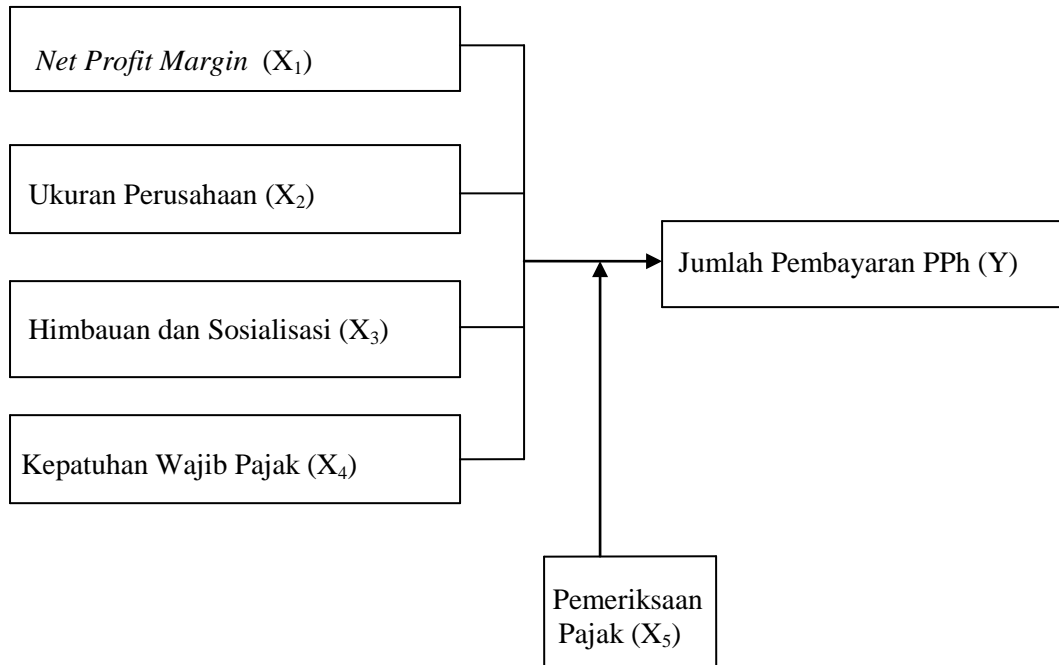 Net Profit Margin (X₁)
Ukuran Perusahaan (X₂)
Jumlah Pembayaran PPh (Y)
Himbauan dan Sosialisasi (X₃)
Kepatuhan Wajib Pajak (X₄)
Pemeriksaan
Pajak (X₅)